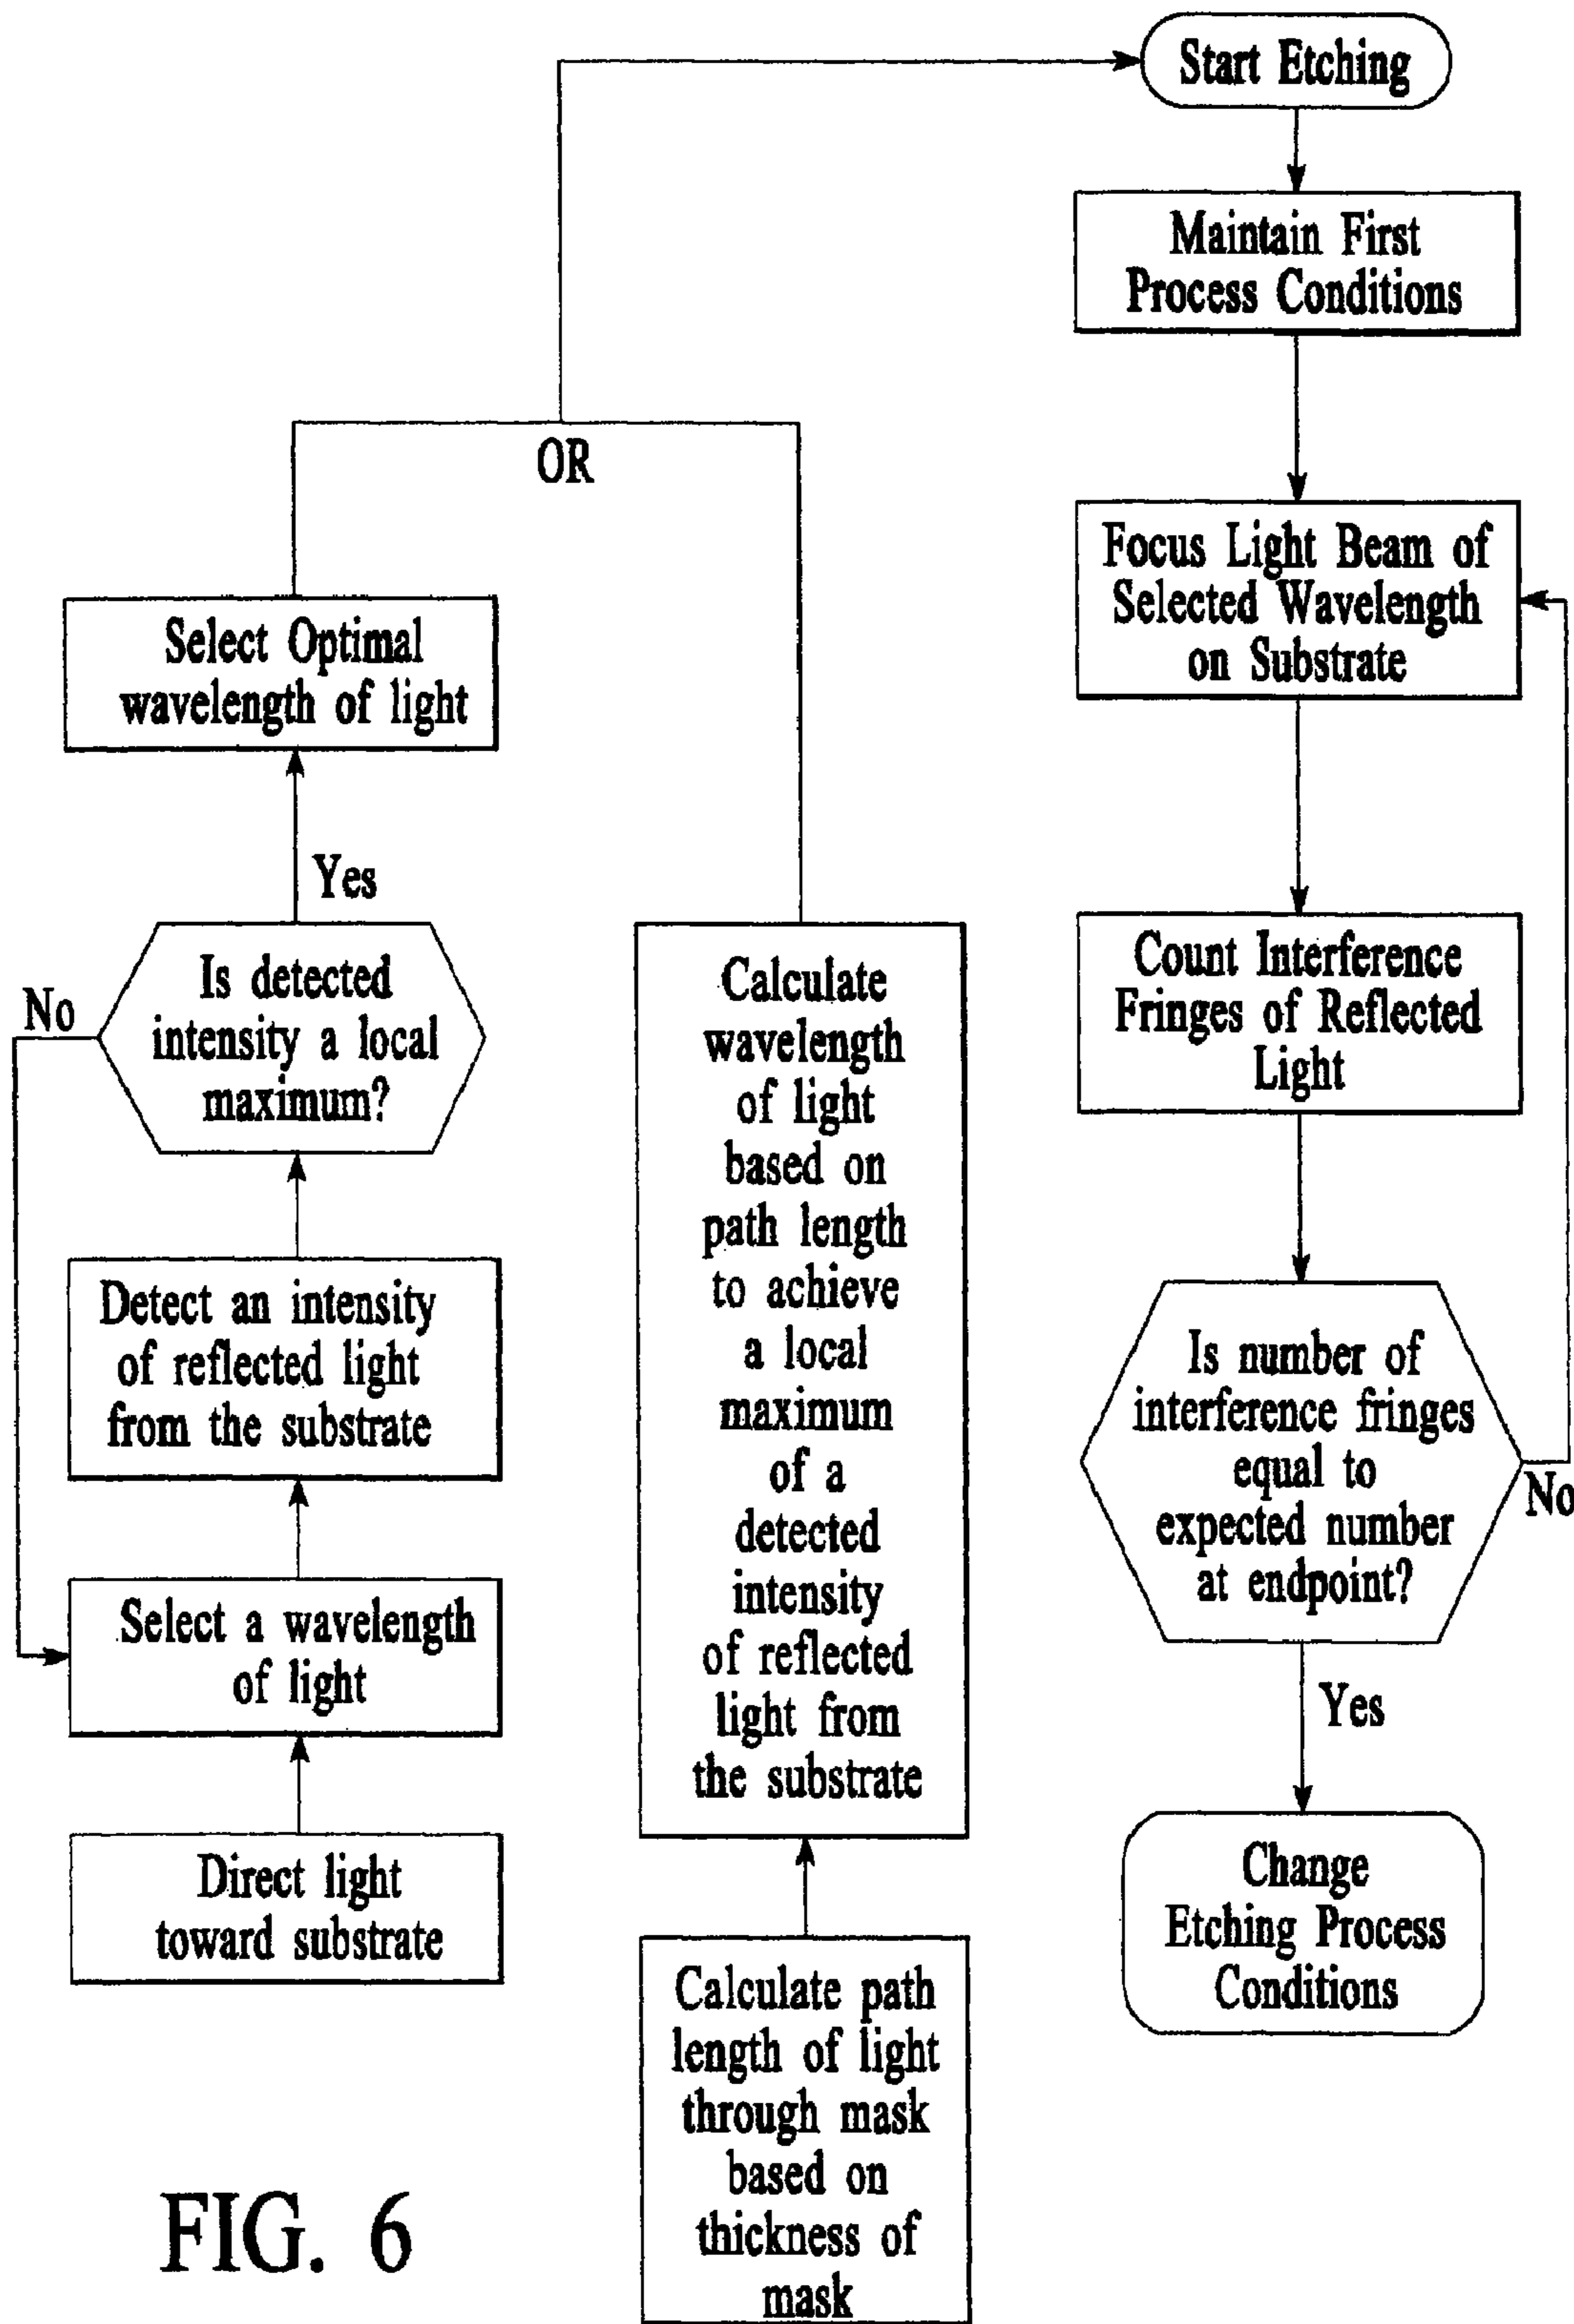 Start Etching
Maintain First
Process Conditions
Focus Light Beam of
Selected Wavelength
on Substrate
Count Interference
Fringes of Reflected
Light
Is number of
interference fringes
equal to
expected number
at endpoint?
No
Yes
Change
Etching Process
Conditions
OR
Select Optimal
wavelength of light
Yes
Is detected
intensity a local
maximum?
No
Detect an intensity
of reflected light
from the substrate
Select a wavelength
of light
Direct light
toward substrate
Calculate
wavelength
of light
based on
path length
to achieve
a local
maximum
of a
detected
intensity
of reflected
light from
the substrate
Calculate path
length of light
through mask
based on
thickness of
mask
FIG. 6